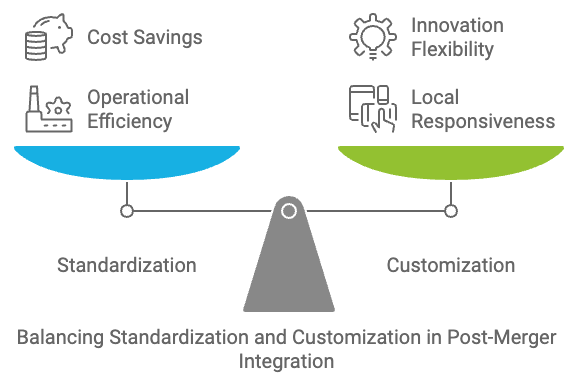 Cost Savings
Operational
Efficiency
Innovation
Flexibility
Local
Responsiveness
Standardization
Customization
Balancing Standardization and Customization in Post-Merger
Integration